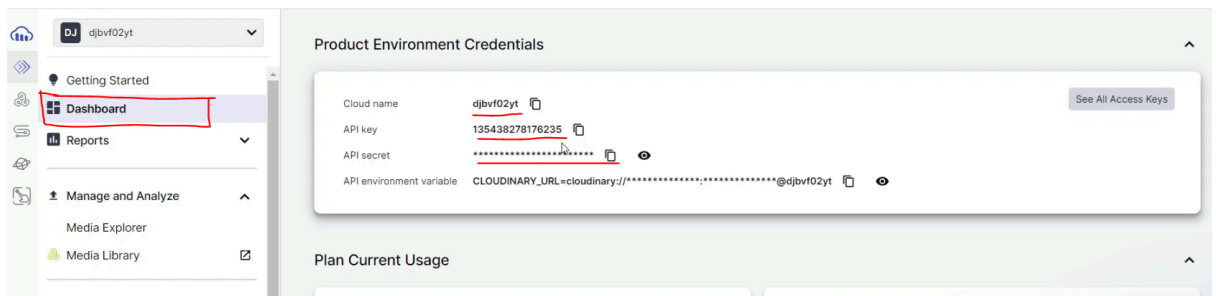 DJ djbvf02yt
Getting Started
Dashboard
Reports
Manage and Analyze
Media Explorer
Media Library
Product Environment Credentials
Cloud name djbvf02yt
See All Access Keys
API key 135438278176235
API secret ***********************
API environment variable CLOUDINARY_URL=cloudinary://**************:**************@djbvf02yt
Plan Current Usage